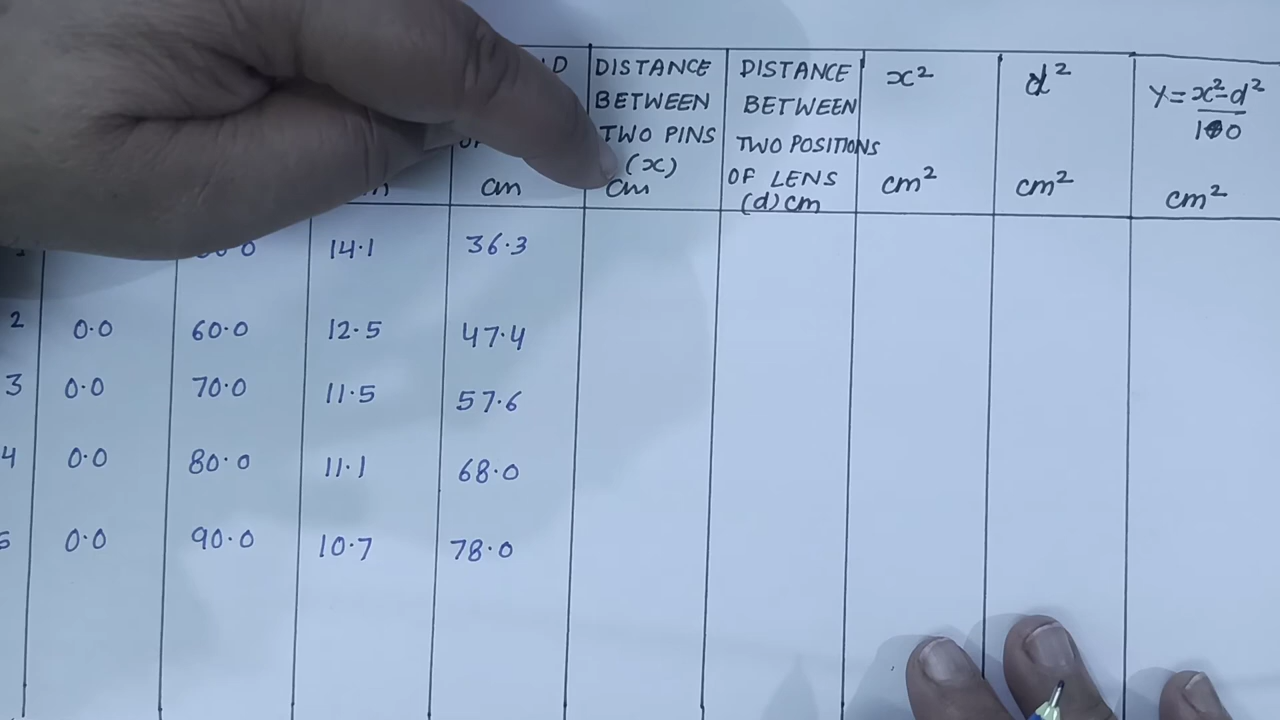 DISTANCE
BETWEEN
TWO PINS
(x)
cm
DISTANCE
BETWEEN
TWO POSITIONS
OF LENS
(d) cm
x²
cm²
d²
cm²
Y = x²-d²
100
cm²
cm
14.1 36.3
2 0.0 60.0 12.5 47.4
3 0.0 70.0 11.5 57.6
4 0.0 80.0 11.1 68.0
5 0.0 90.0 10.7 78.0